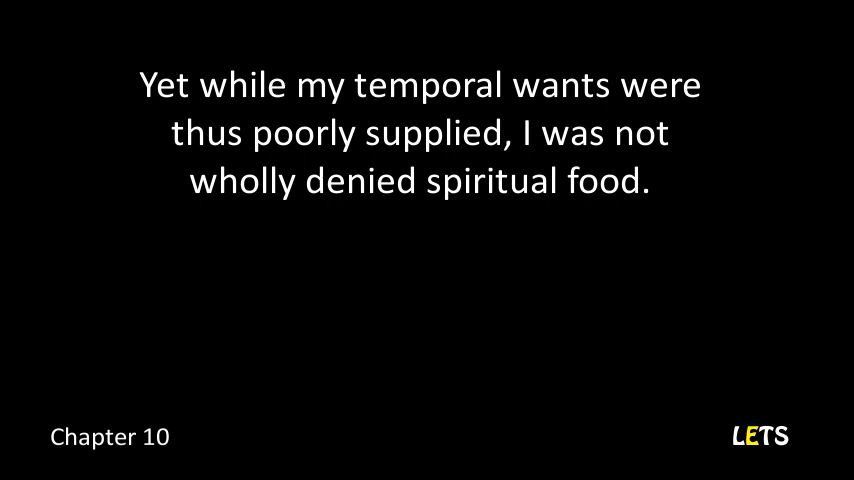 Yet while my temporal wants were
thus poorly supplied, I was not
wholly denied spiritual food.
Chapter 10
LETS